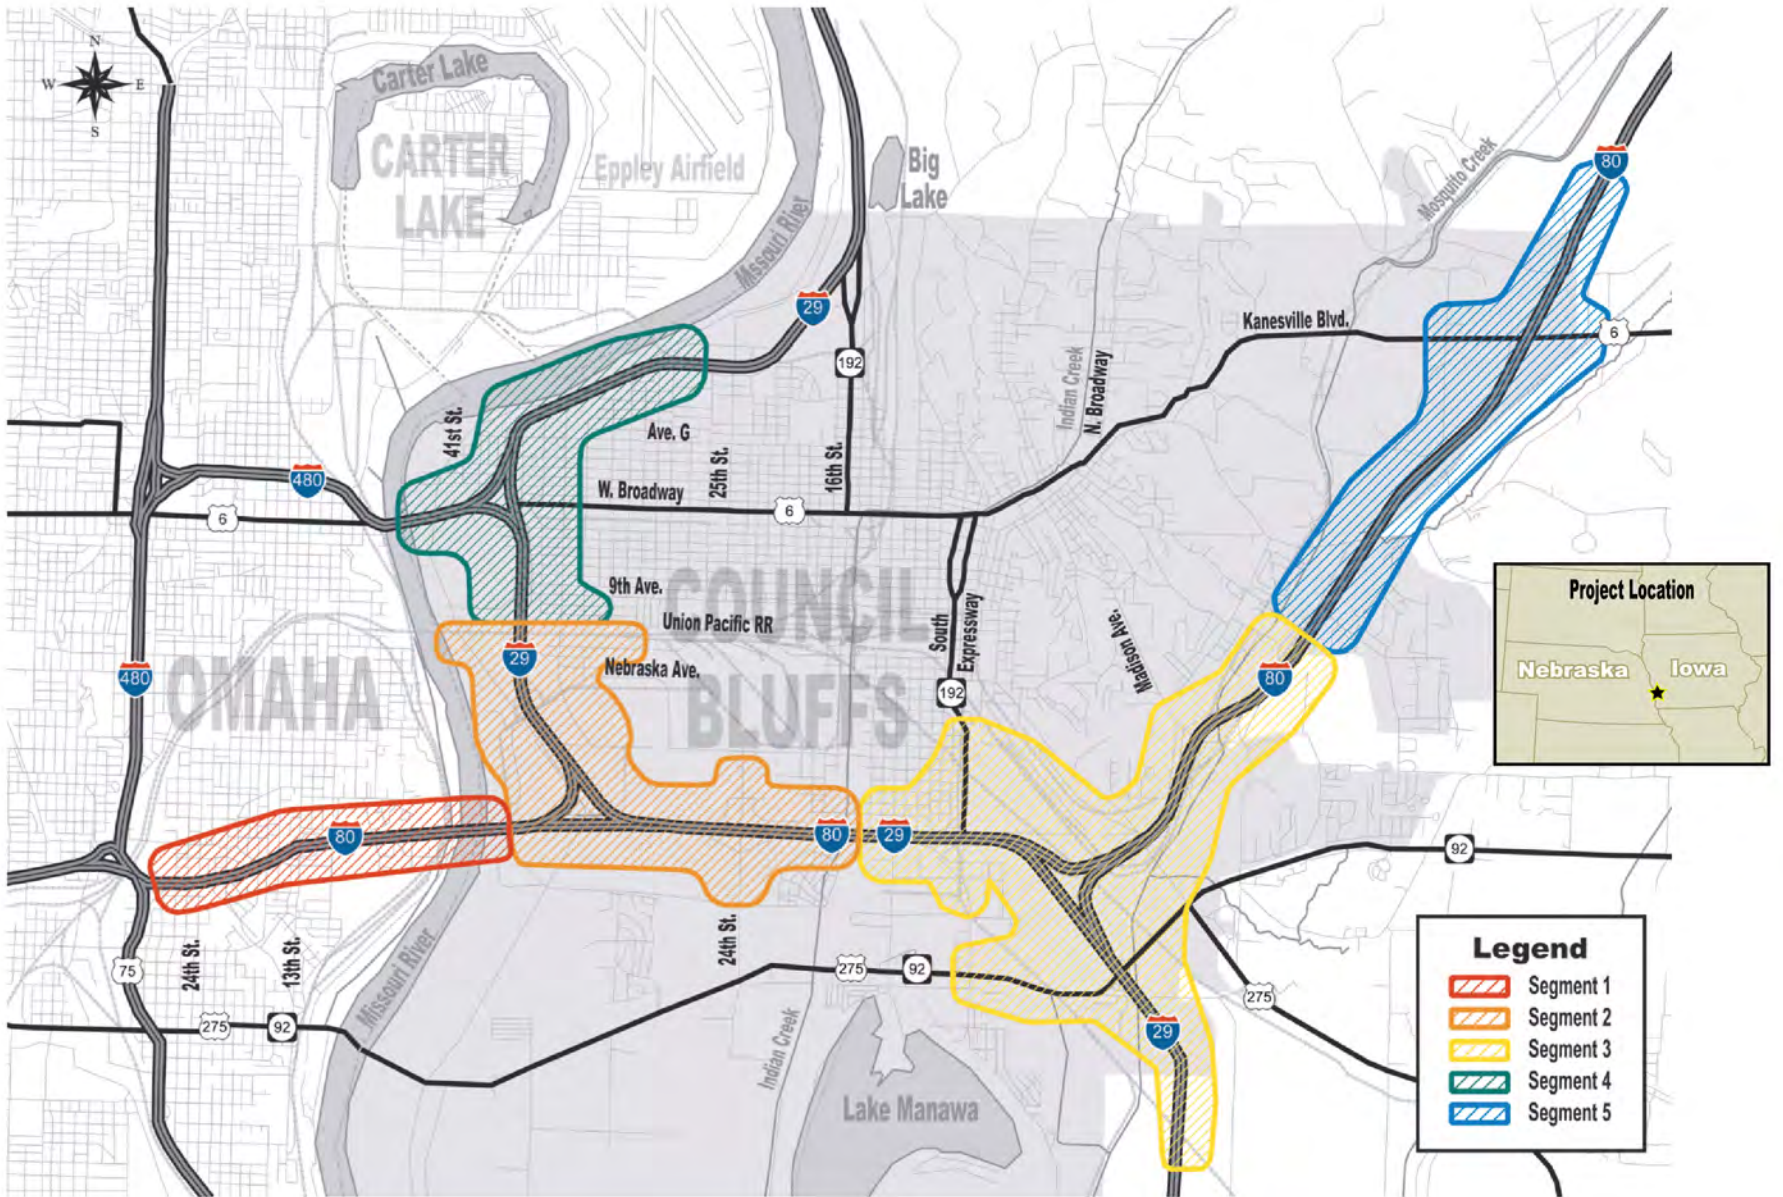 N
W
E
S
Carter Lake
CARTER
LAKE
Eppley Airfield
Big
Lake
Missouri River
Mosquito Creek
80
29
192
Kanesville Blvd.
6
Indian Creek
N. Broadway
41st St.
Ave. G
25th St.
16th St.
480
W. Broadway
6
6
9th Ave.
Union Pacific RR
COUNCIL
BLUFFS
South
Expressway
Madison Ave.
Project Location
Nebraska
Iowa
480
OMAHA
29
Nebraska Ave.
192
80
80
80
29
92
24th St.
13th St.
75
Missouri River
24th St.
275
92
275
92
275
29
Indian Creek
Lake Manawa
Legend
Segment 1
Segment 2
Segment 3
Segment 4
Segment 5